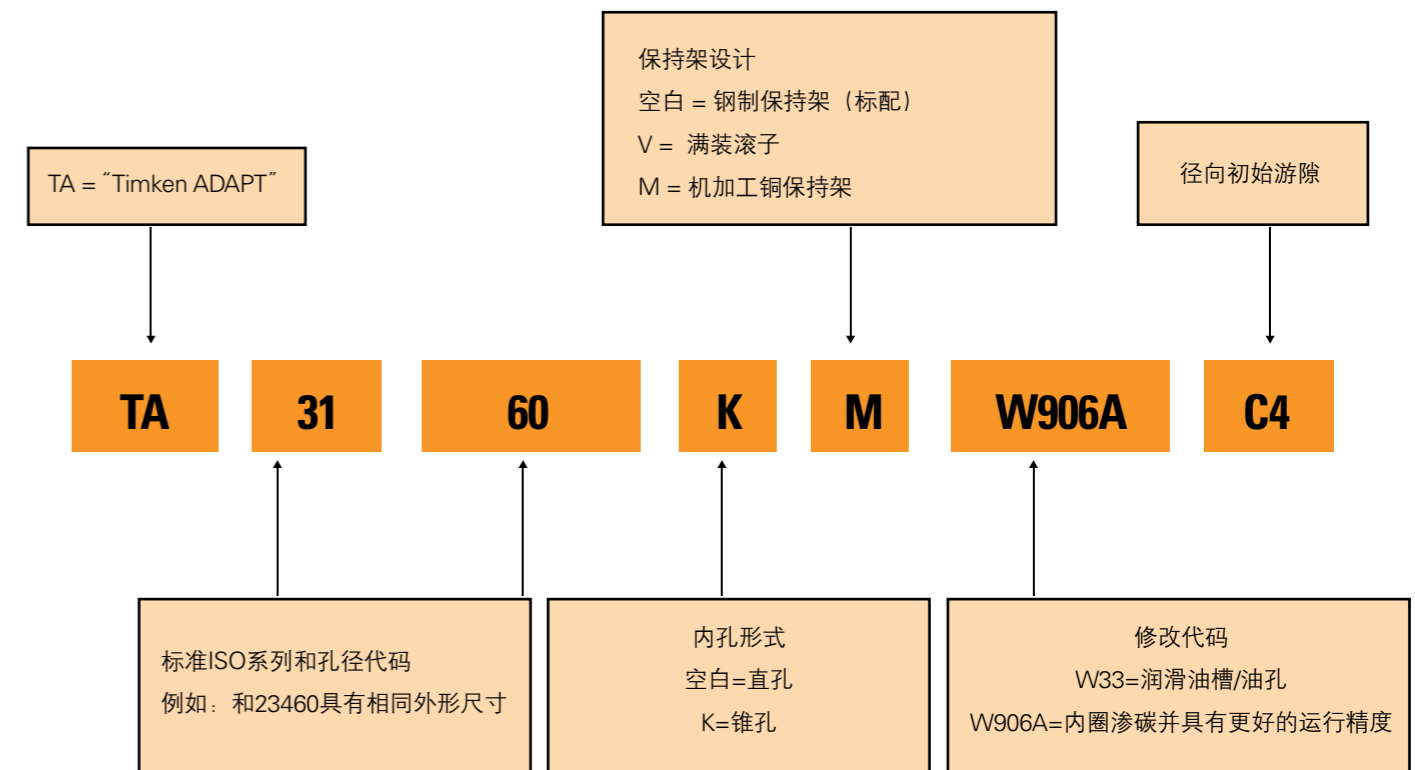 保持架设计
空白 = 钢制保持架（标配）
V = 满装滚子
M = 机加工铜保持架
TA = ˝Timken ADAPT˝
径向初始游隙
TA 31 60 K M W906A C4
标准ISO系列和孔径代码
例如：和23460具有相同外形尺寸
内孔形式
空白=直孔
K=锥孔
修改代码
W33=润滑油槽/油孔
W906A=内圈渗碳并具有更好的运行精度